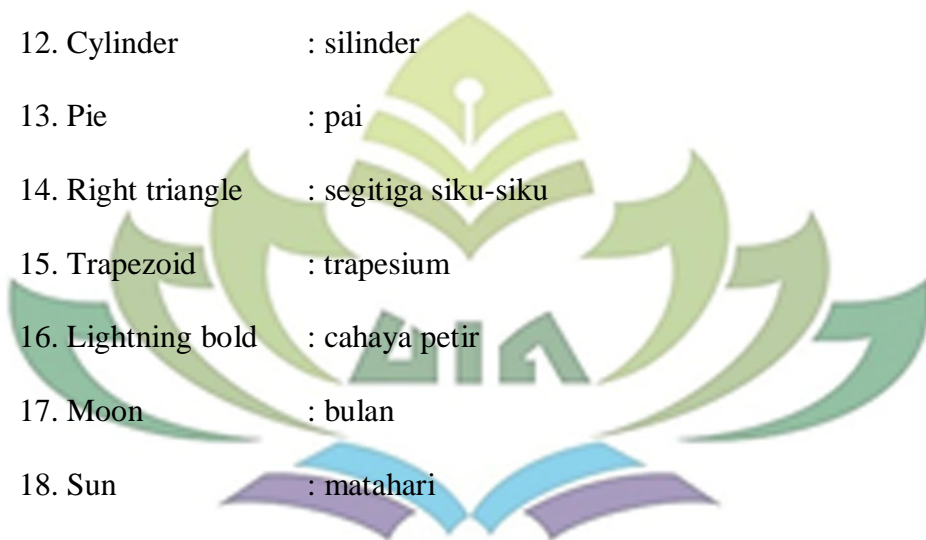 12. Cylinder : silinder
13. Pie : pai
14. Right triangle : segitiga siku-siku
15. Trapezoid : trapesium
16. Lightning bold : cahaya petir
17. Moon : bulan
18. Sun : matahari